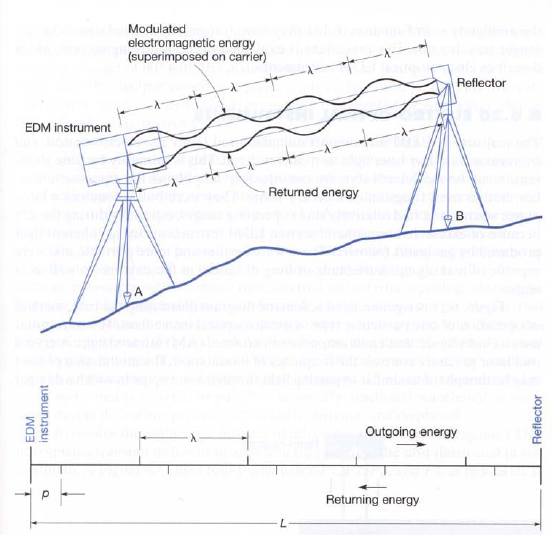 Modulated
electromagnetic energy
(superimposed on carrier)
λ
λ
λ
λ
Reflector
EDM instrument
λ
λ
λ
λ
Returned energy
B
A
EDM
instrument
λ
Outgoing energy
Reflector
p
Returning energy
L